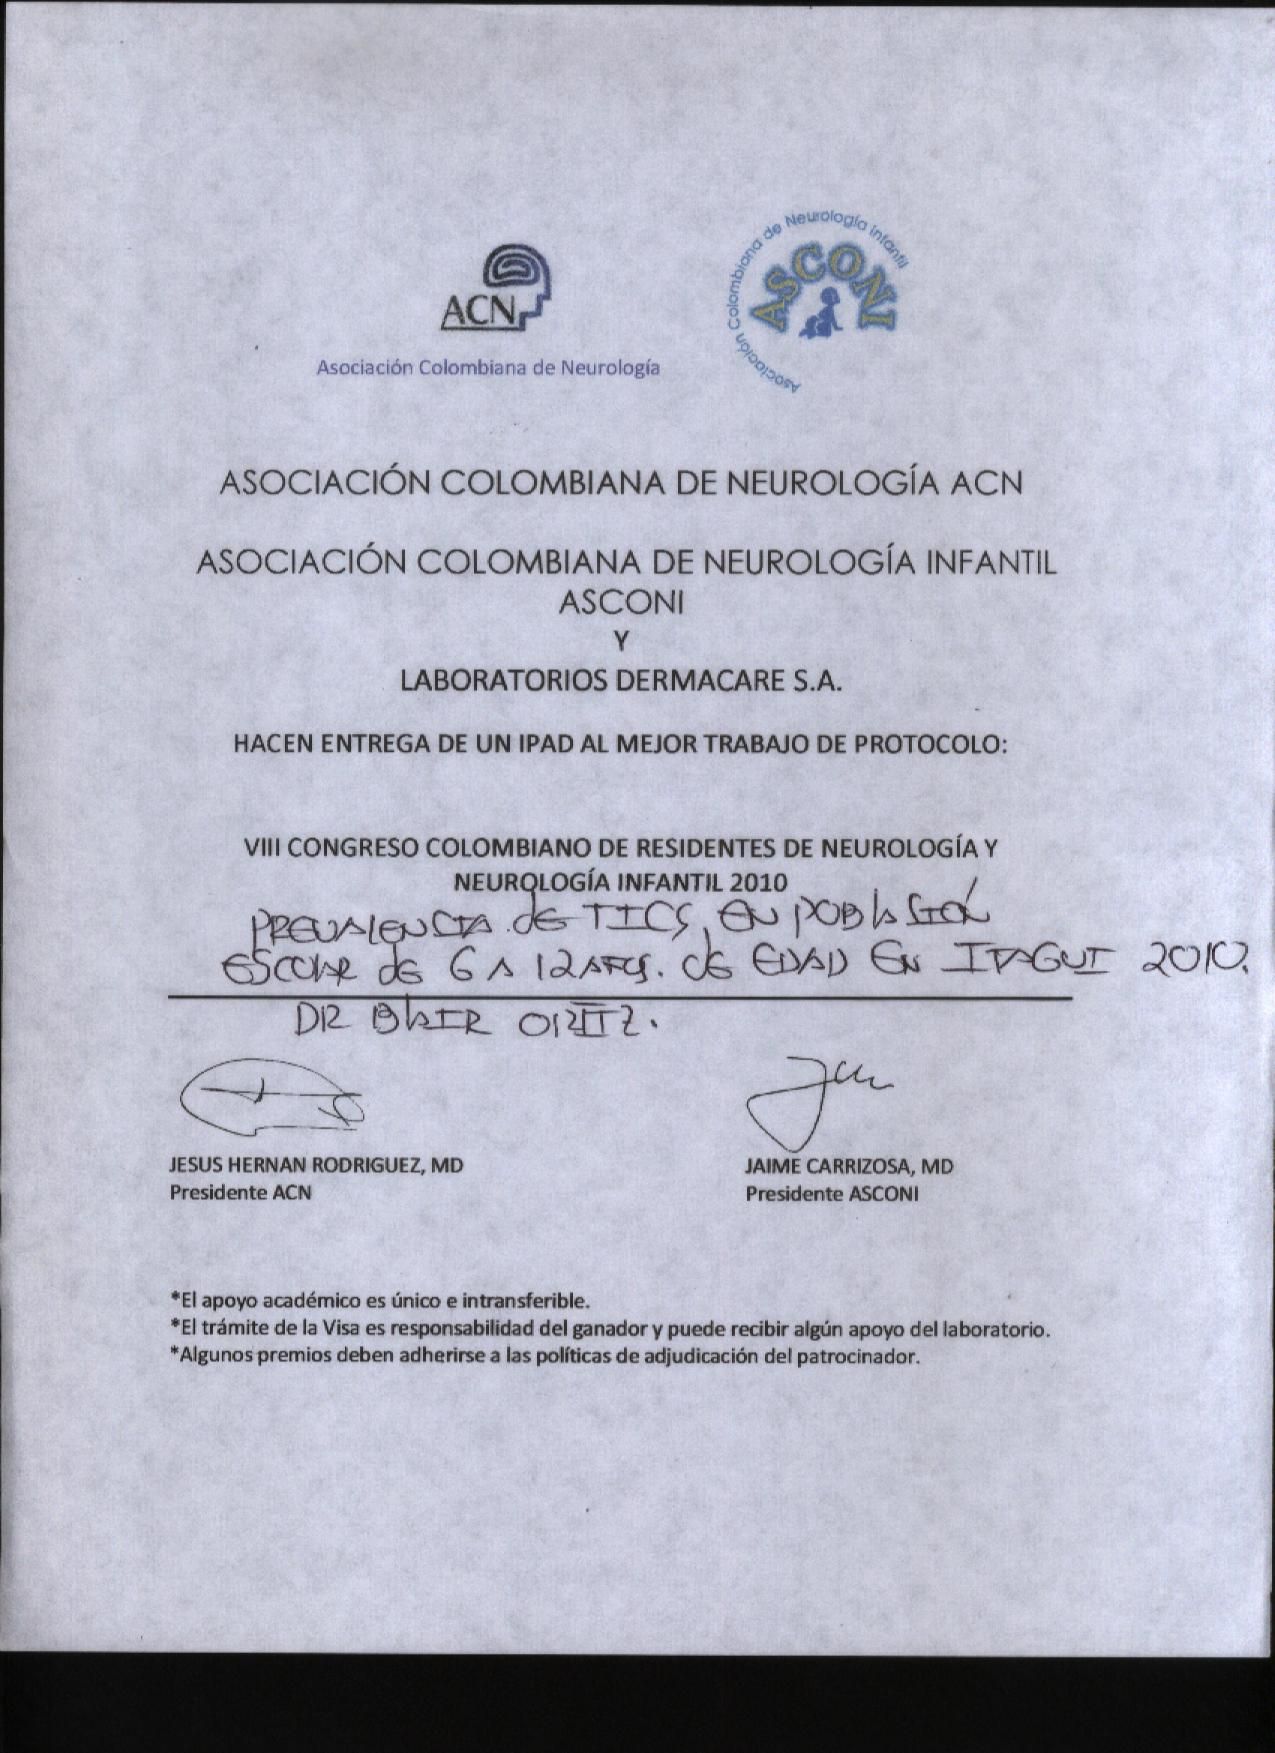 ACN
Asociación Colombiana de Neurología
Asociación Colombiana de Neurología Infantil
ASCONI
ASOCIACIÓN COLOMBIANA DE NEUROLOGÍA ACN
ASOCIACIÓN COLOMBIANA DE NEUROLOGÍA INFANTIL
ASCONI
Y
LABORATORIOS DERMACARE S.A.
HACEN ENTREGA DE UN IPAD AL MEJOR TRABAJO DE PROTOCOLO:
VIII CONGRESO COLOMBIANO DE RESIDENTES DE NEUROLOGÍA Y
NEUROLOGÍA INFANTIL 2010
PREVALENCIA de TICS EN POBLACIÓN
ESCOLAR de 6 A 12 AÑOS. de EDAD EN ITAGUI 2010.
DR BLAIR ORTIZ.
JESUS HERNAN RODRIGUEZ, MD
Presidente ACN
JAIME CARRIZOSA, MD
Presidente ASCONI
*El apoyo académico es único e intransferible.
*El trámite de la Visa es responsabilidad del ganador y puede recibir algún apoyo del laboratorio.
*Algunos premios deben adherirse a las políticas de adjudicación del patrocinador.